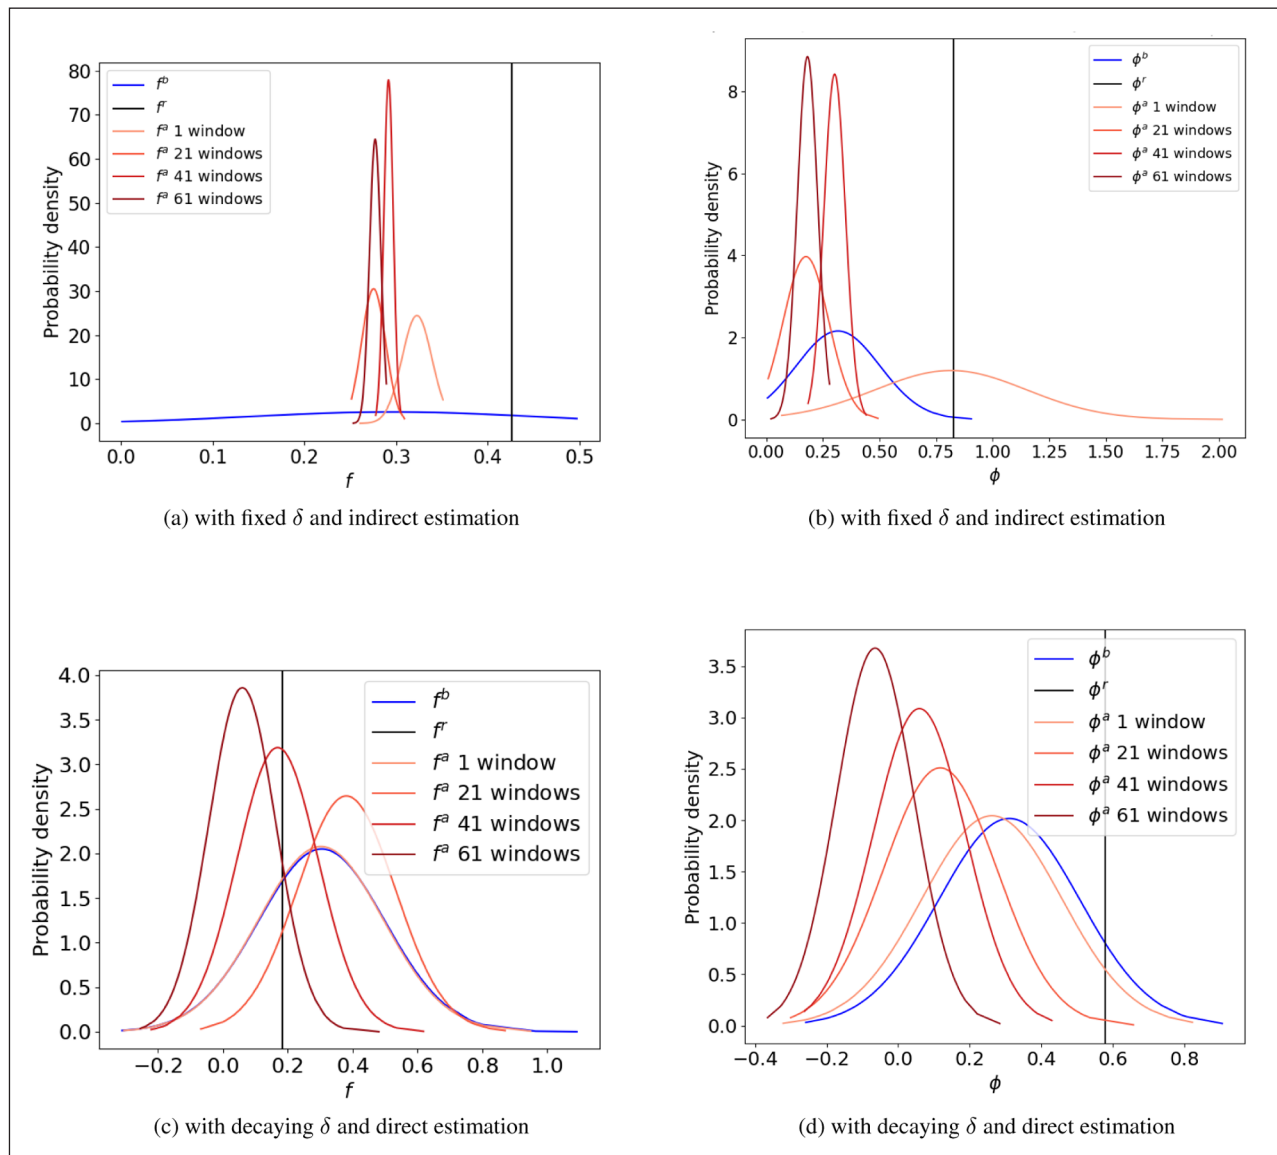 80
70
60
50
40
30
20
10
0
Probability density
f^b
f^r
f^a 1 window
f^a 21 windows
f^a 41 windows
f^a 61 windows
0.0 0.1 0.2 0.3 0.4 0.5
f
(a) with fixed δ and indirect estimation
8
6
4
2
0
Probability density
ϕ^b
ϕ^r
ϕ^a 1 window
ϕ^a 21 windows
ϕ^a 41 windows
ϕ^a 61 windows
0.00 0.25 0.50 0.75 1.00 1.25 1.50 1.75 2.00
ϕ
(b) with fixed δ and indirect estimation
4.0
3.5
3.0
2.5
2.0
1.5
1.0
0.5
0.0
Probability density
f^b
f^r
f^a 1 window
f^a 21 windows
f^a 41 windows
f^a 61 windows
−0.2 0.0 0.2 0.4 0.6 0.8 1.0
f
(c) with decaying δ and direct estimation
3.5
3.0
2.5
2.0
1.5
1.0
0.5
0.0
Probability density
ϕ^b
ϕ^r
ϕ^a 1 window
ϕ^a 21 windows
ϕ^a 41 windows
ϕ^a 61 windows
−0.4 −0.2 0.0 0.2 0.4 0.6 0.8
ϕ
(d) with decaying δ and direct estimation